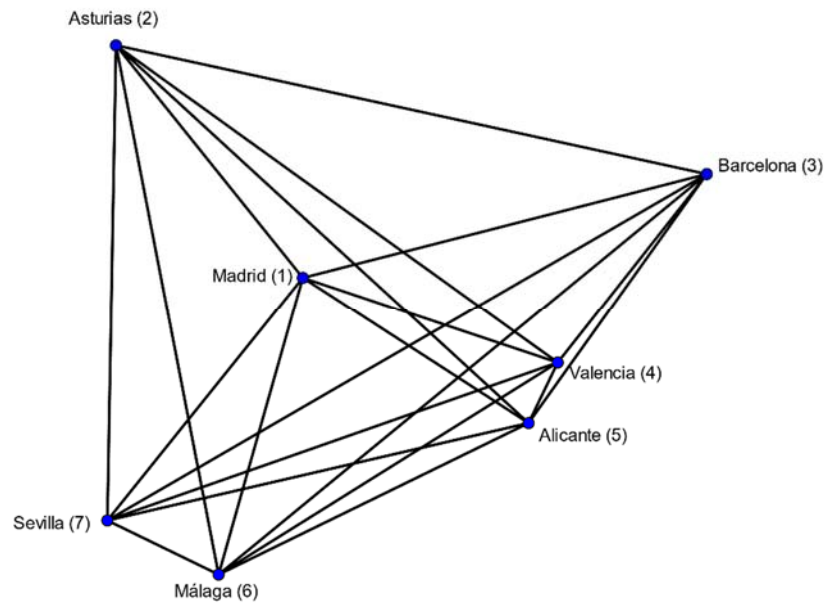 Asturias (2)
Barcelona (3)
Madrid (1)
Valencia (4)
Alicante (5)
Sevilla (7)
Málaga (6)